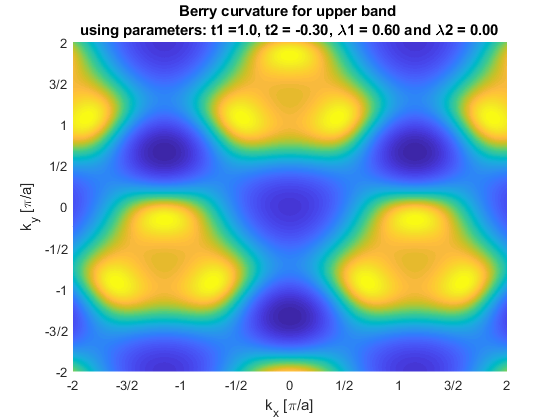 Berry curvature for upper band
using parameters: t1 =1.0, t2 = -0.30, λ1 = 0.60 and λ2 = 0.00
2
3/2
1
1/2
0
-1/2
-1
-3/2
-2
k_y [π/a]
-2 -3/2 -1 -1/2 0 1/2 1 3/2 2
k_x [π/a]